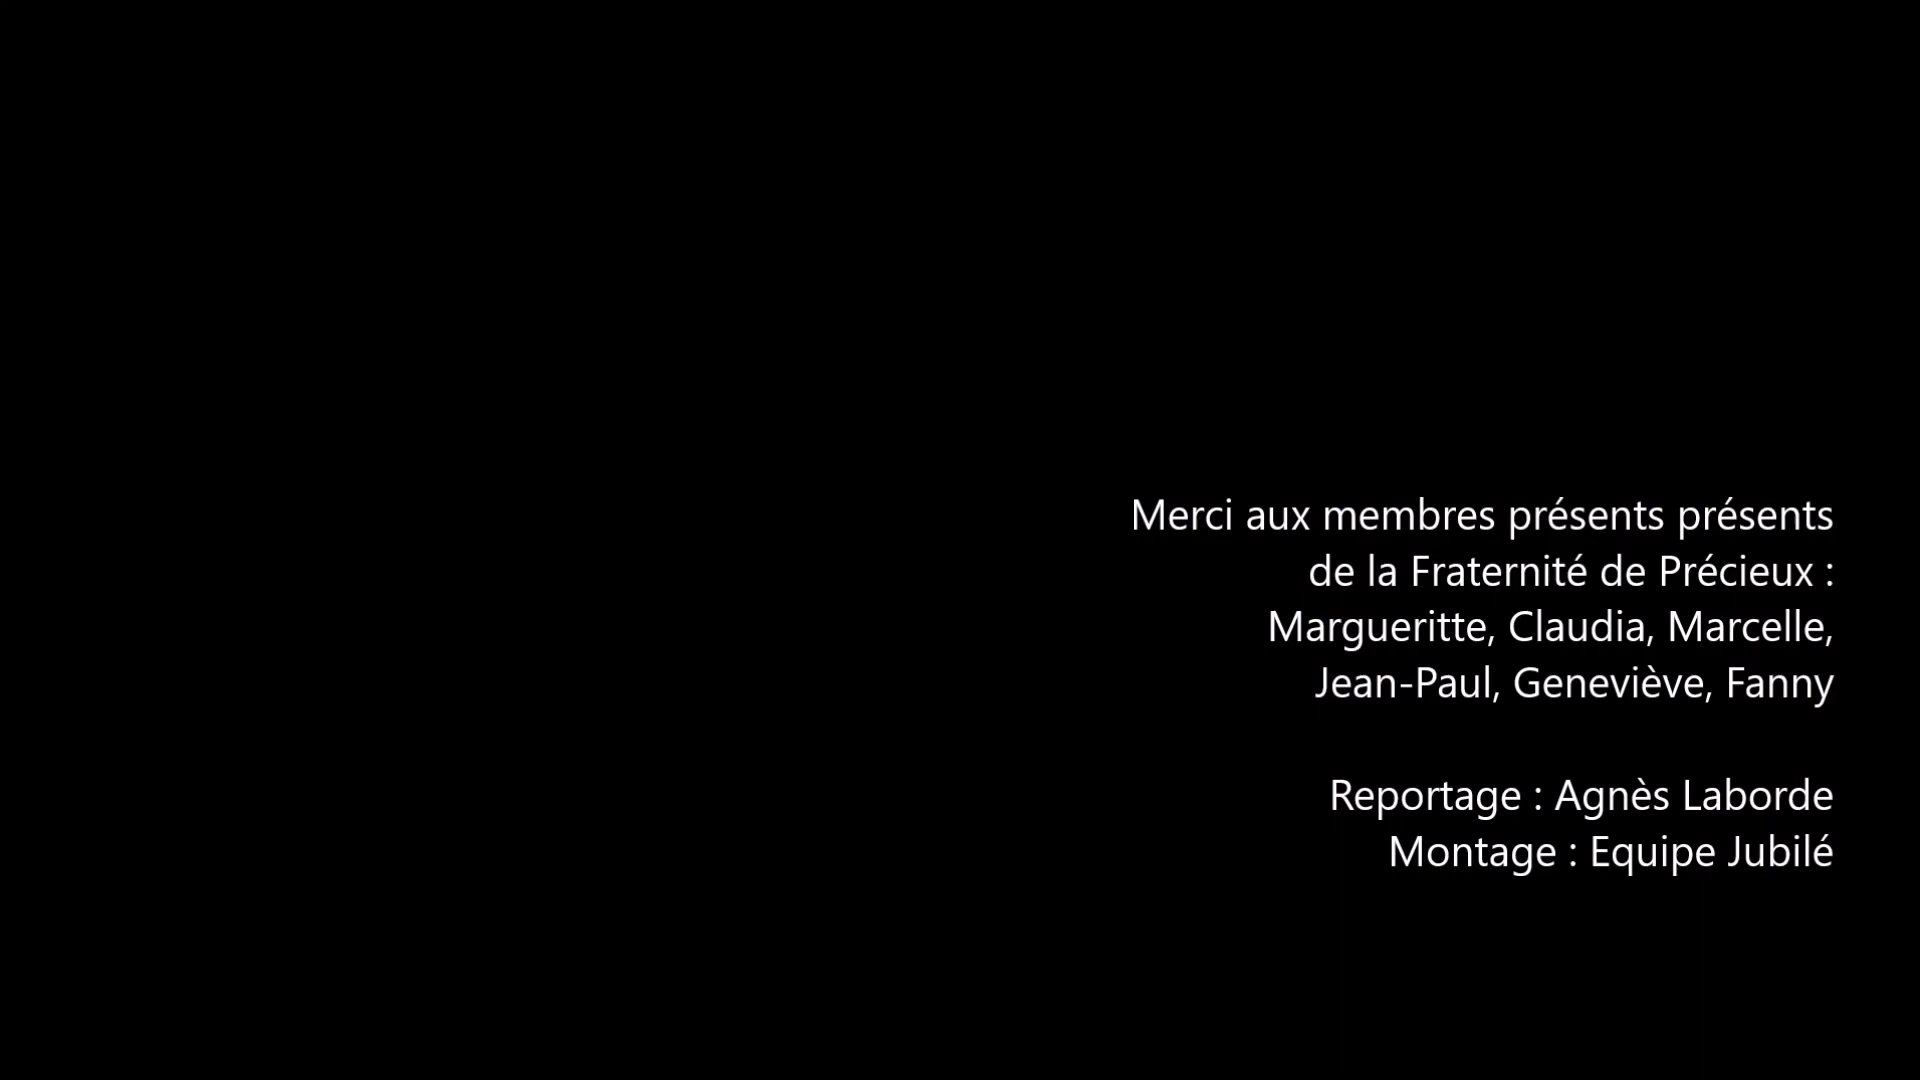 Merci aux membres présents présents
de la Fraternité de Précieux :
Margueritte, Claudia, Marcelle,
Jean-Paul, Geneviève, Fanny
Reportage : Agnès Laborde
Montage : Equipe Jubilé